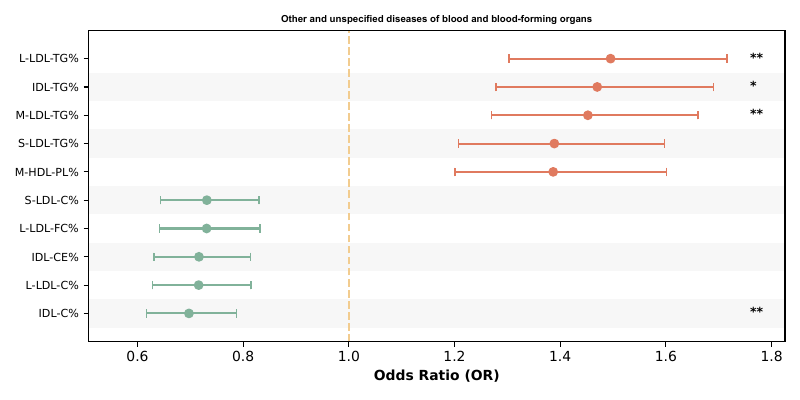 Other and unspecified diseases of blood and blood-forming organs
L-LDL-TG% **
IDL-TG% *
M-LDL-TG% **
S-LDL-TG%
M-HDL-PL%
S-LDL-C%
L-LDL-FC%
IDL-CE%
L-LDL-C%
IDL-C% **
0.6 0.8 1.0 1.2 1.4 1.6 1.8
Odds Ratio (OR)